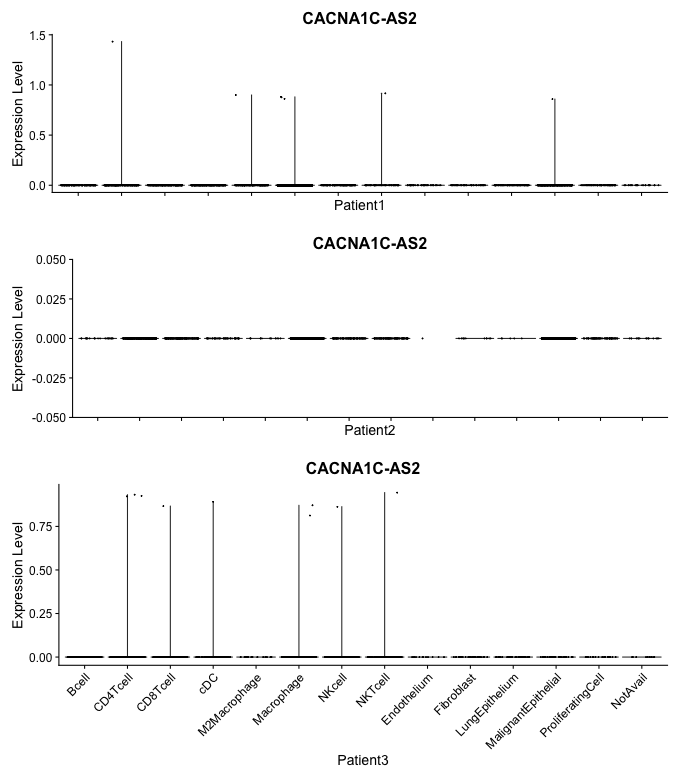 CACNA1C-AS2
Expression Level
1.5
1.0
0.5
0.0
Patient1
CACNA1C-AS2
Expression Level
0.050
0.025
0.000
-0.025
-0.050
Patient2
CACNA1C-AS2
Expression Level
0.75
0.50
0.25
0.00
Bcell
CD4Tcell
CD8Tcell
cDC
M2Macrophage
Macrophage
NKcell
NKTcell
Endothelium
Fibroblast
LungEpithelium
MalignantEpithelial
ProliferatingCell
NotAvail
Patient3